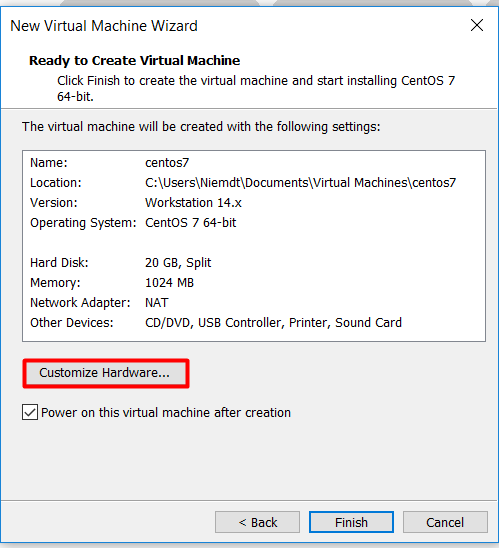 New Virtual Machine Wizard
Ready to Create Virtual Machine
Click Finish to create the virtual machine and start installing CentOS 7
64-bit.
The virtual machine will be created with the following settings:
Name: centos7
Location: C:\Users\Niemdt\Documents\Virtual Machines\centos7
Version: Workstation 14.x
Operating System: CentOS 7 64-bit
Hard Disk: 20 GB, Split
Memory: 1024 MB
Network Adapter: NAT
Other Devices: CD/DVD, USB Controller, Printer, Sound Card
Customize Hardware...
Power on this virtual machine after creation
< Back Finish Cancel